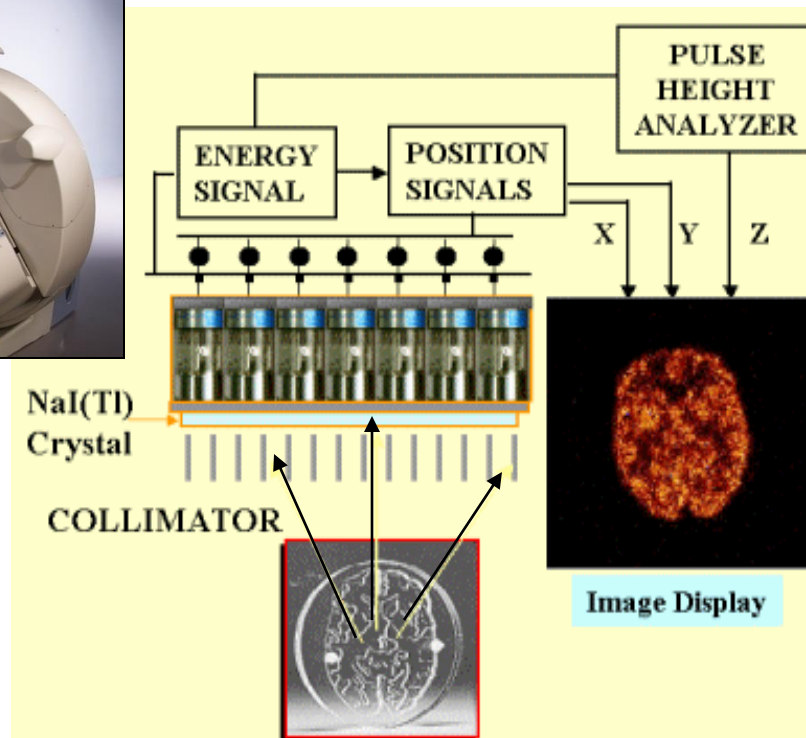 PULSE
HEIGHT
ANALYZER
ENERGY
SIGNAL
POSITION
SIGNALS
X Y Z
NaI(Tl)
Crystal
COLLIMATOR
Image Display